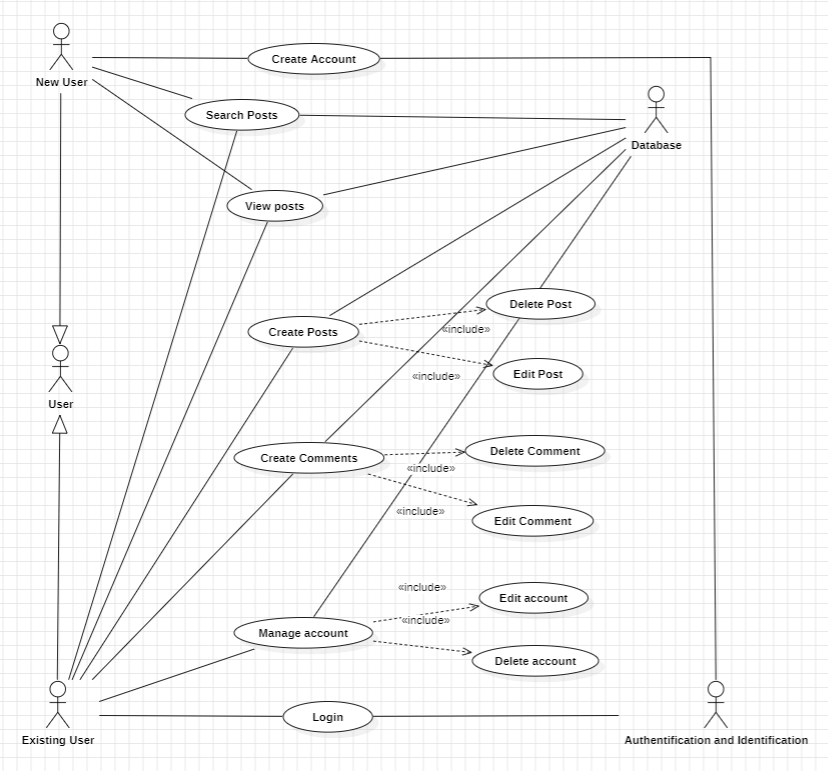 Create Account
New User
Search Posts
Database
View posts
Delete Post
Create Posts
«include»
Edit Post
«include»
User
Delete Comment
Create Comments
«include»
«include»
Edit Comment
«include»
Edit account
«include»
Manage account
Delete account
Login
Existing User
Authentification and Identification